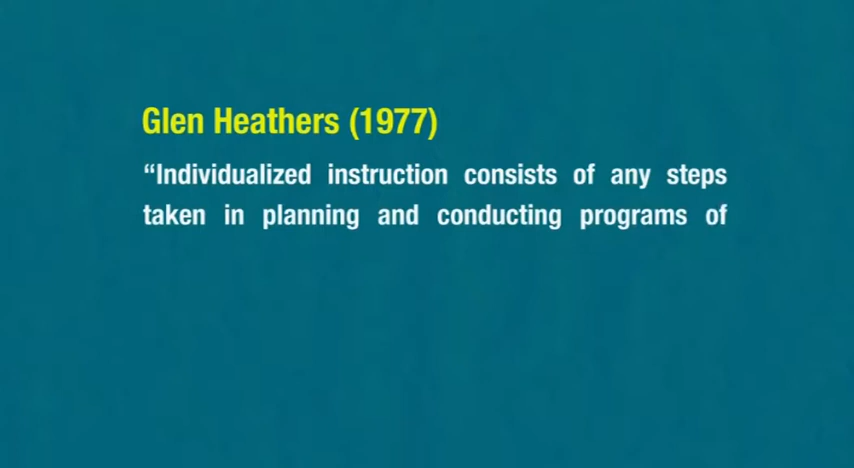 Glen Heathers (1977)
“Individualized instruction consists of any steps
taken in planning and conducting programs of